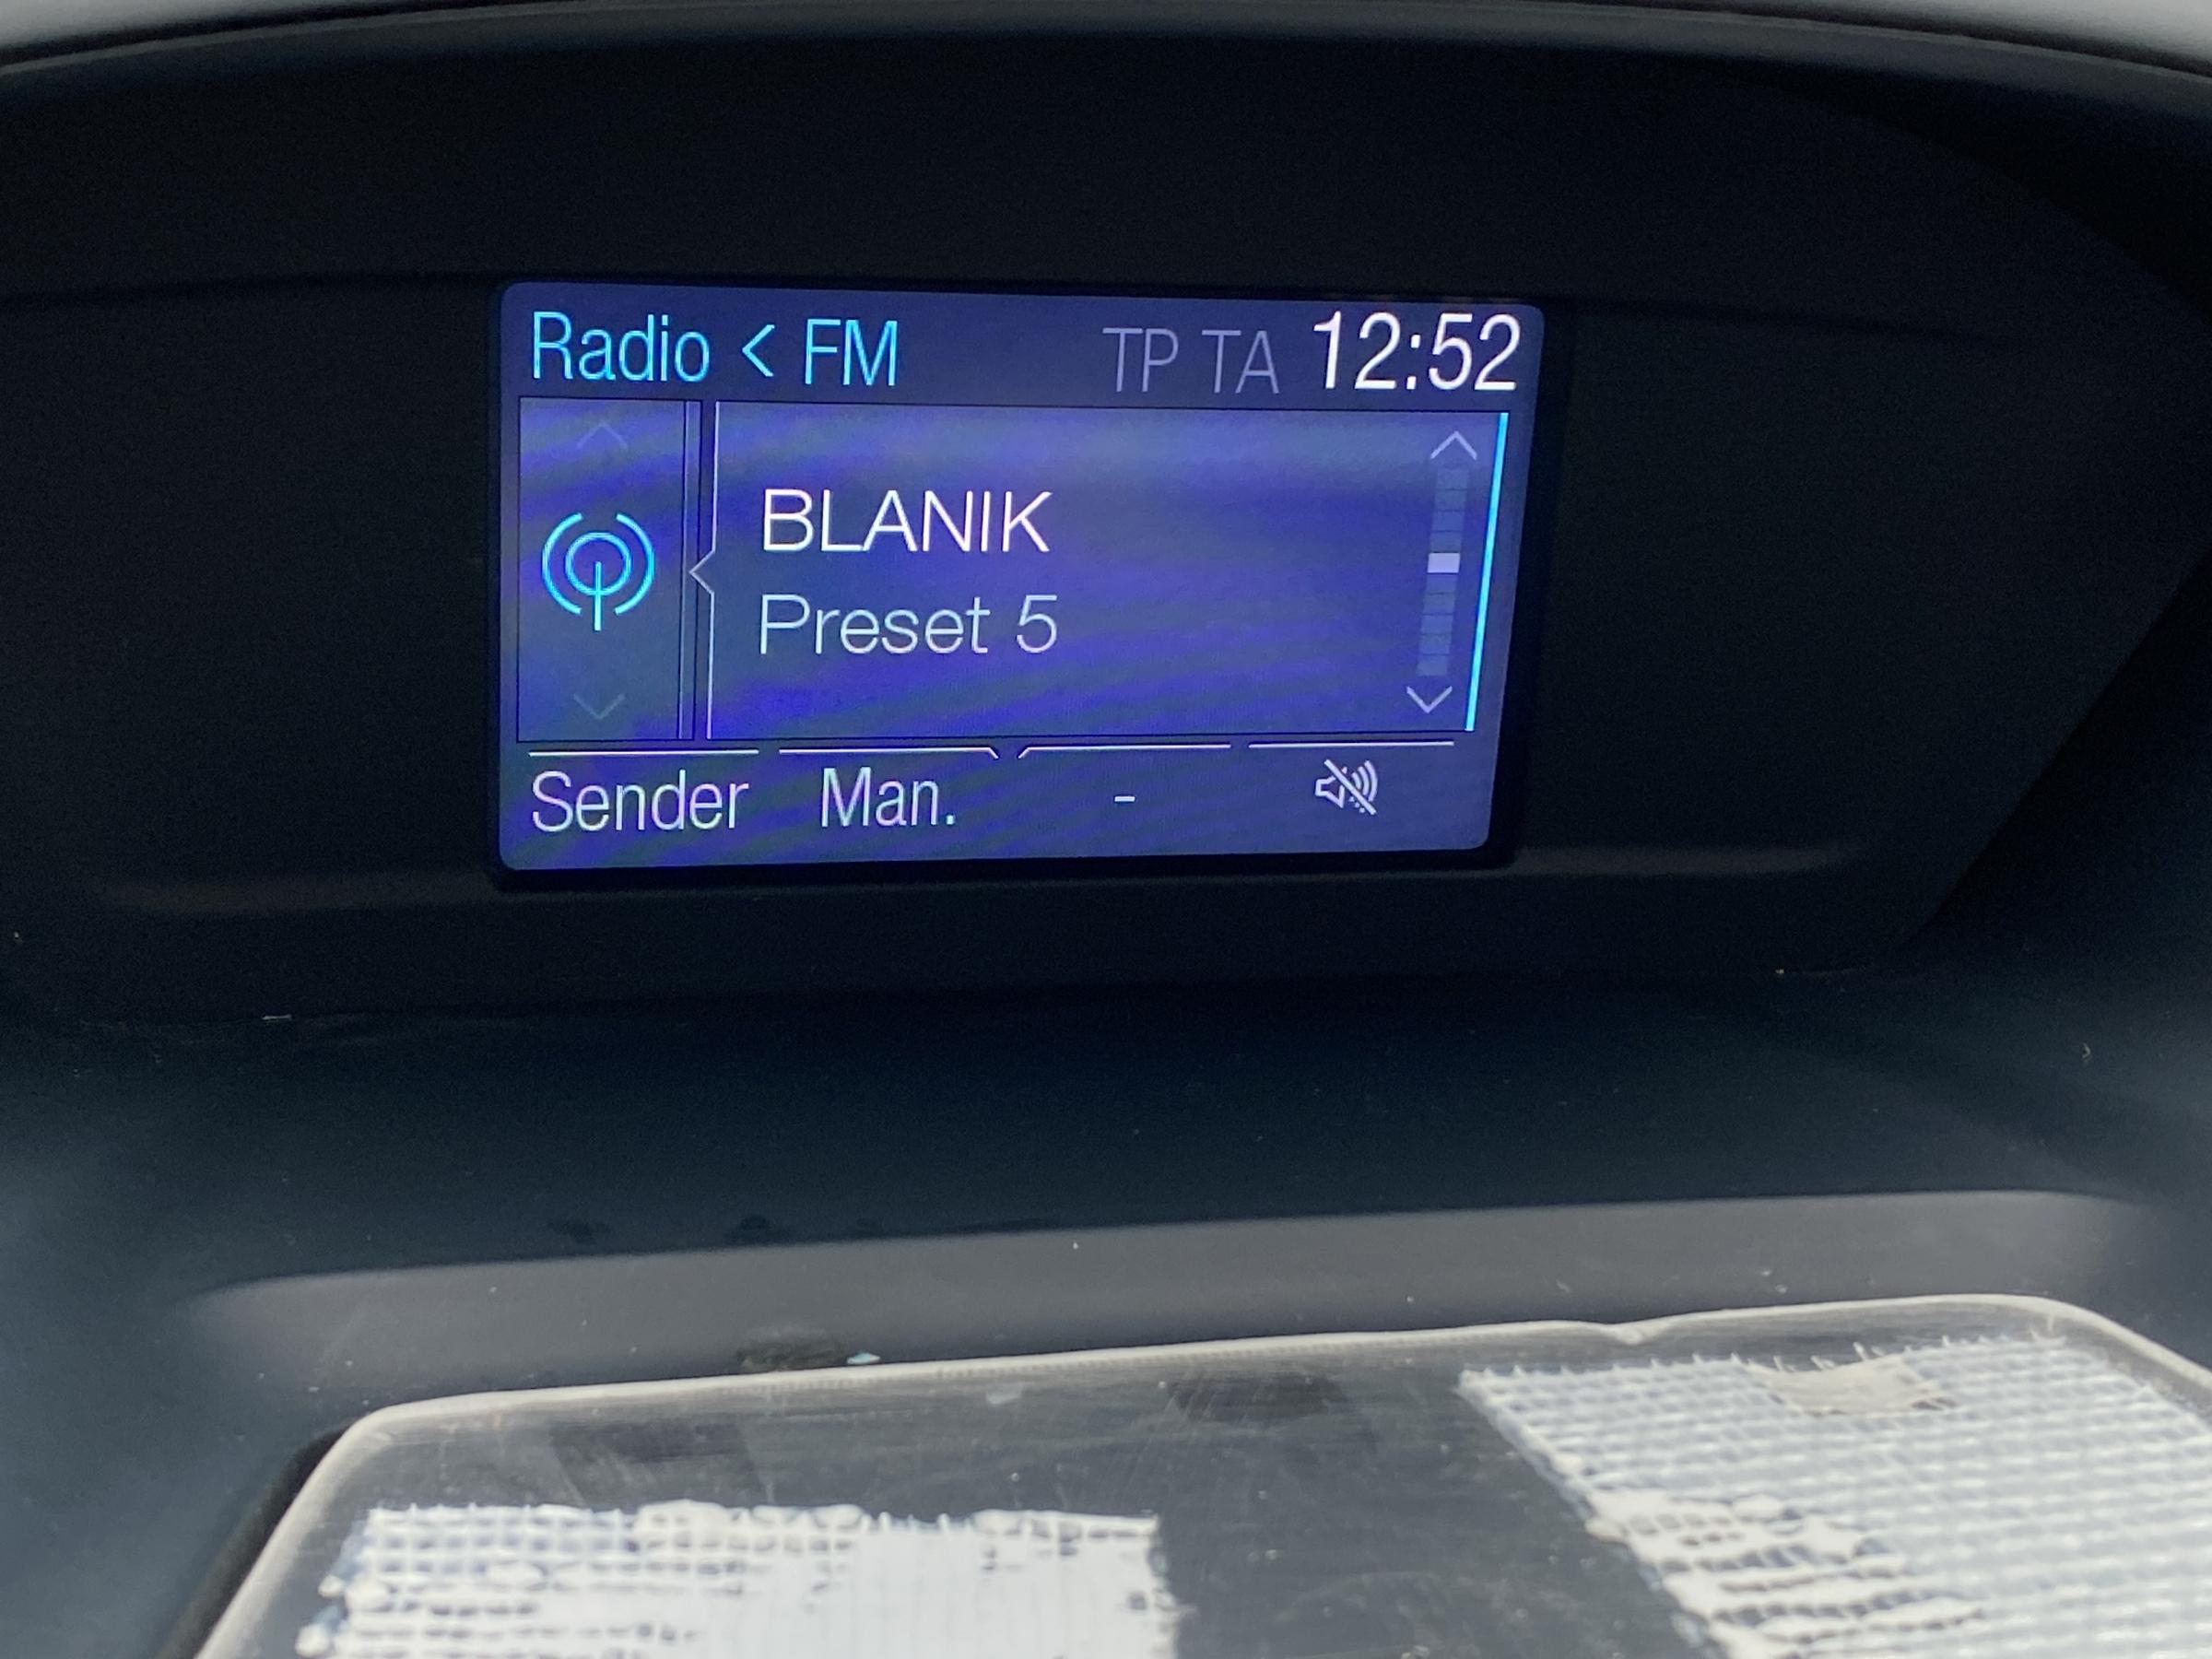 Radio < FM TP TA 12:52
BLANIK
Preset 5
Sender Man. -